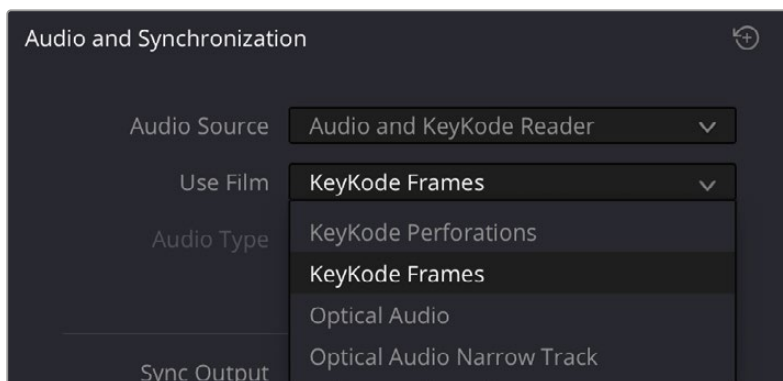 Audio and Synchronization
Audio Source Audio and KeyKode Reader
Use Film KeyKode Frames
Audio Type KeyKode Perforations
KeyKode Frames
Optical Audio
Optical Audio Narrow Track
Sync Output